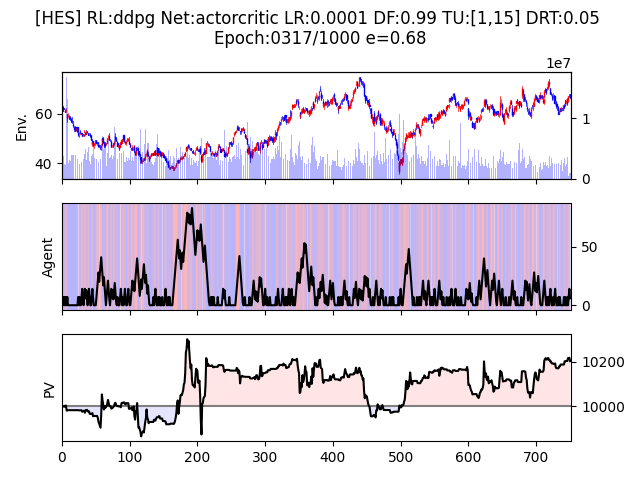 [HES] RL:ddpg Net:actorcritic LR:0.0001 DF:0.99 TU:[1,15] DRT:0.05
Epoch:0317/1000 e=0.68
1e7
Env.
60
40
1
0
Agent
50
0
PV
10200
10000
0 100 200 300 400 500 600 700